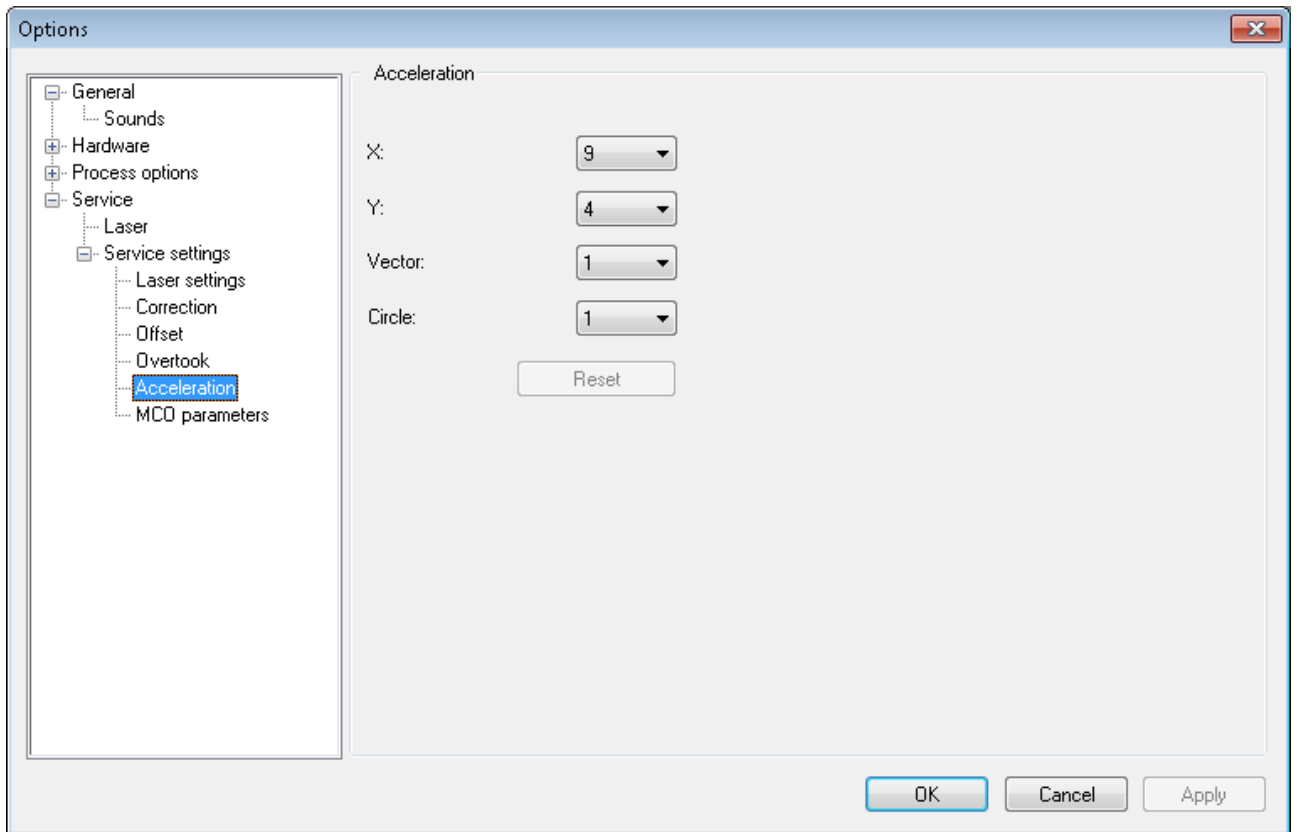 Options
General
Sounds
Hardware
Process options
Service
Laser
Service settings
Laser settings
Correction
Offset
Overtook
Acceleration
MCO parameters
Acceleration
X: 9
Y: 4
Vector: 1
Circle: 1
Reset
OK Cancel Apply